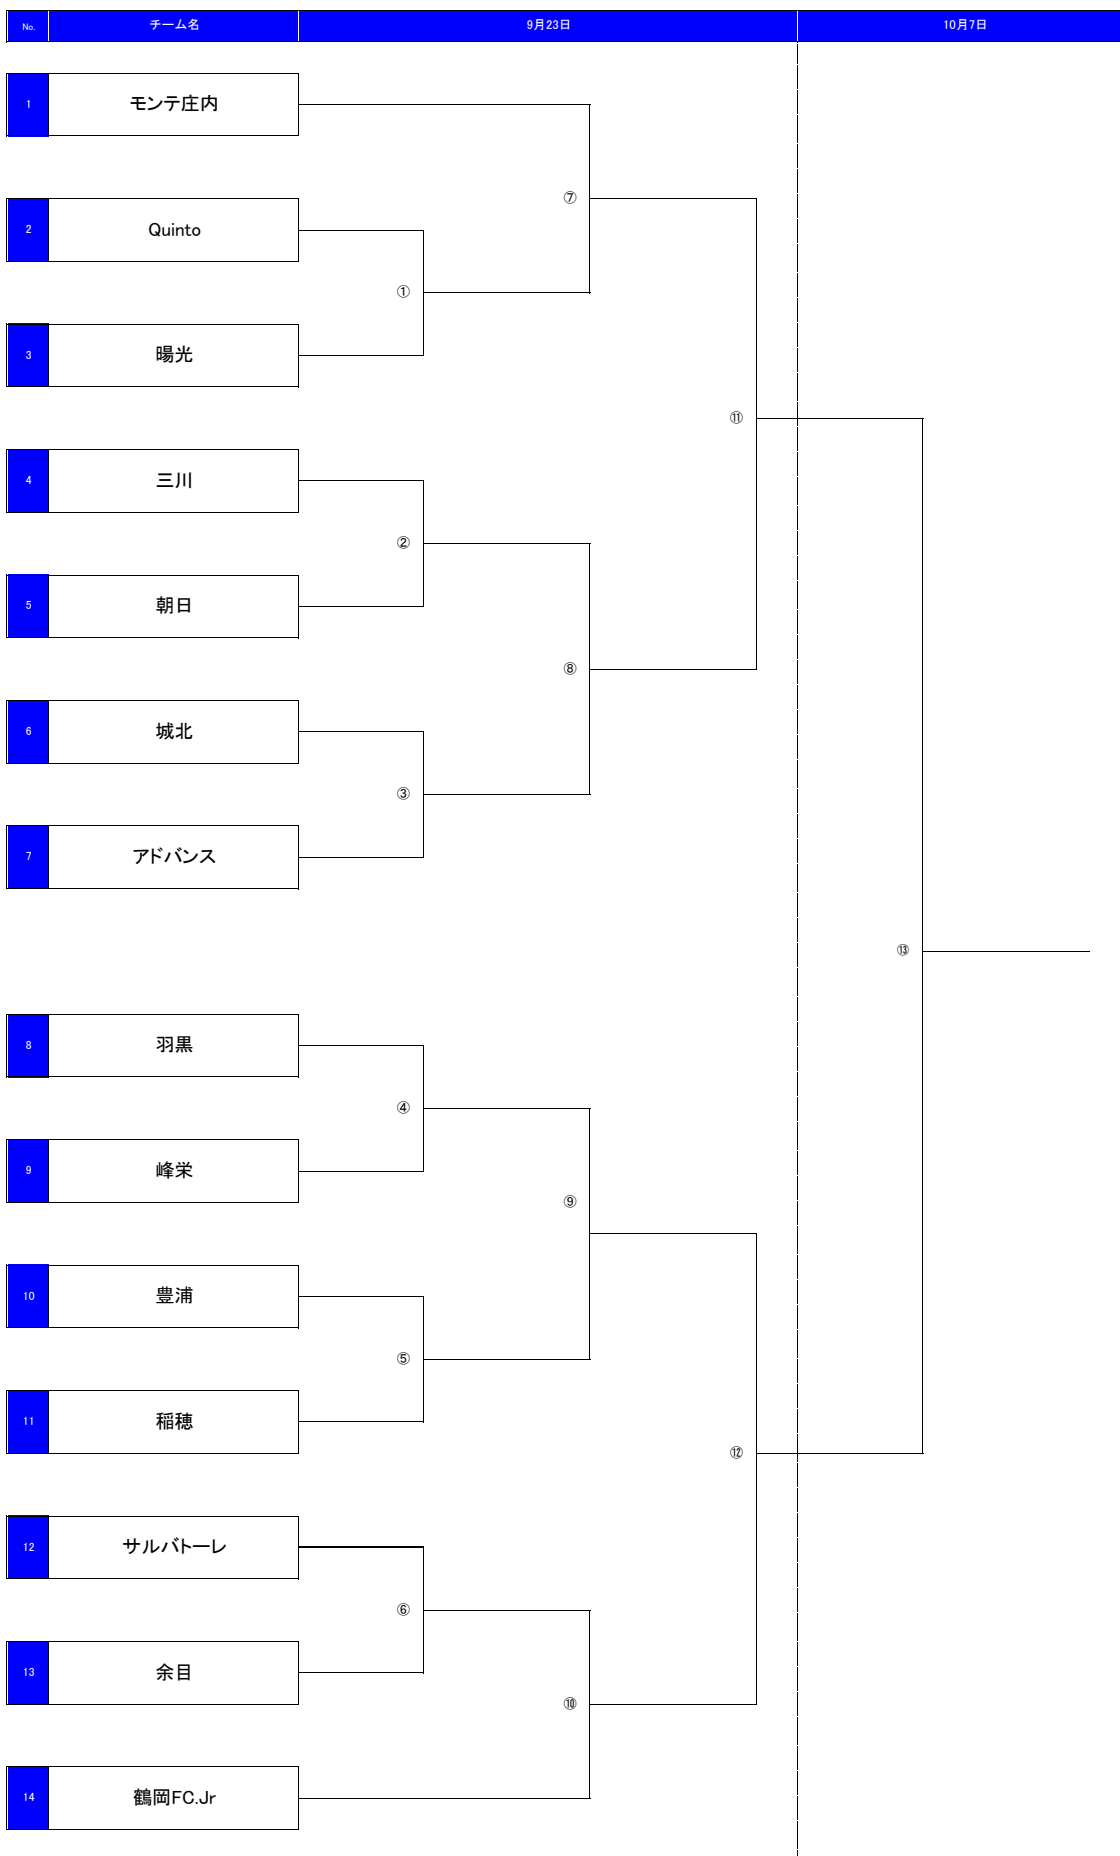 No. チーム名 9月23日 10月7日
1 モンテ庄内
⑦
2 Quinto
①
3 暘光
⑪
4 三川
②
5 朝日
⑧
6 城北
③
7 アドバンス
⑬
8 羽黒
④
9 峰栄
⑨
10 豊浦
⑤
11 稲穂
⑫
12 サルバトーレ
⑥
13 余目
⑩
14 鶴岡FC.Jr